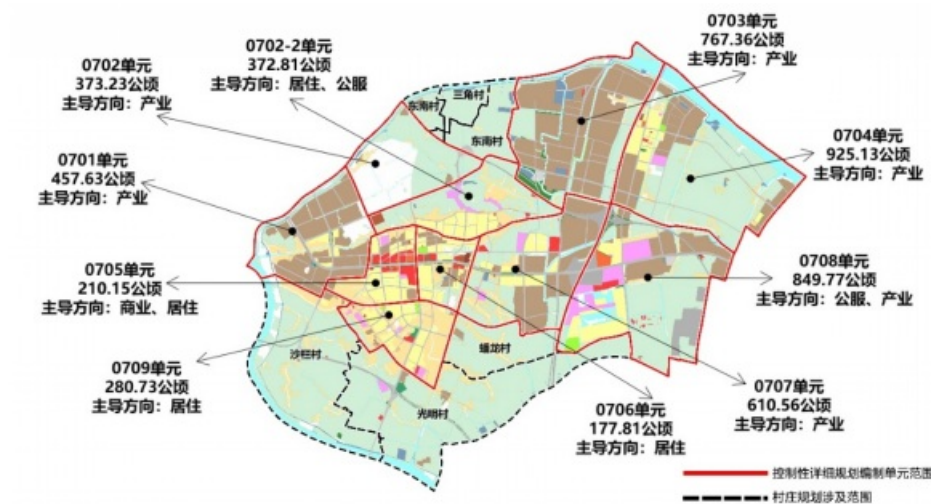 0703单元
767.36公顷
主导方向：产业
0702-2单元
372.81公顷
主导方向：居住、公服
0702单元
373.23公顷
主导方向：产业
三角村
东南村
东南村
0704单元
925.13公顷
主导方向：产业
0701单元
457.63公顷
主导方向：产业
0705单元
210.15公顷
主导方向：商业、居住
0708单元
849.77公顷
主导方向：公服、产业
沙栏村
蟠龙村
0709单元
280.73公顷
主导方向：居住
光明村
0706单元
177.81公顷
主导方向：居住
0707单元
610.56公顷
主导方向：产业
控制性详细规划编制单元范围
村庄规划涉及范围